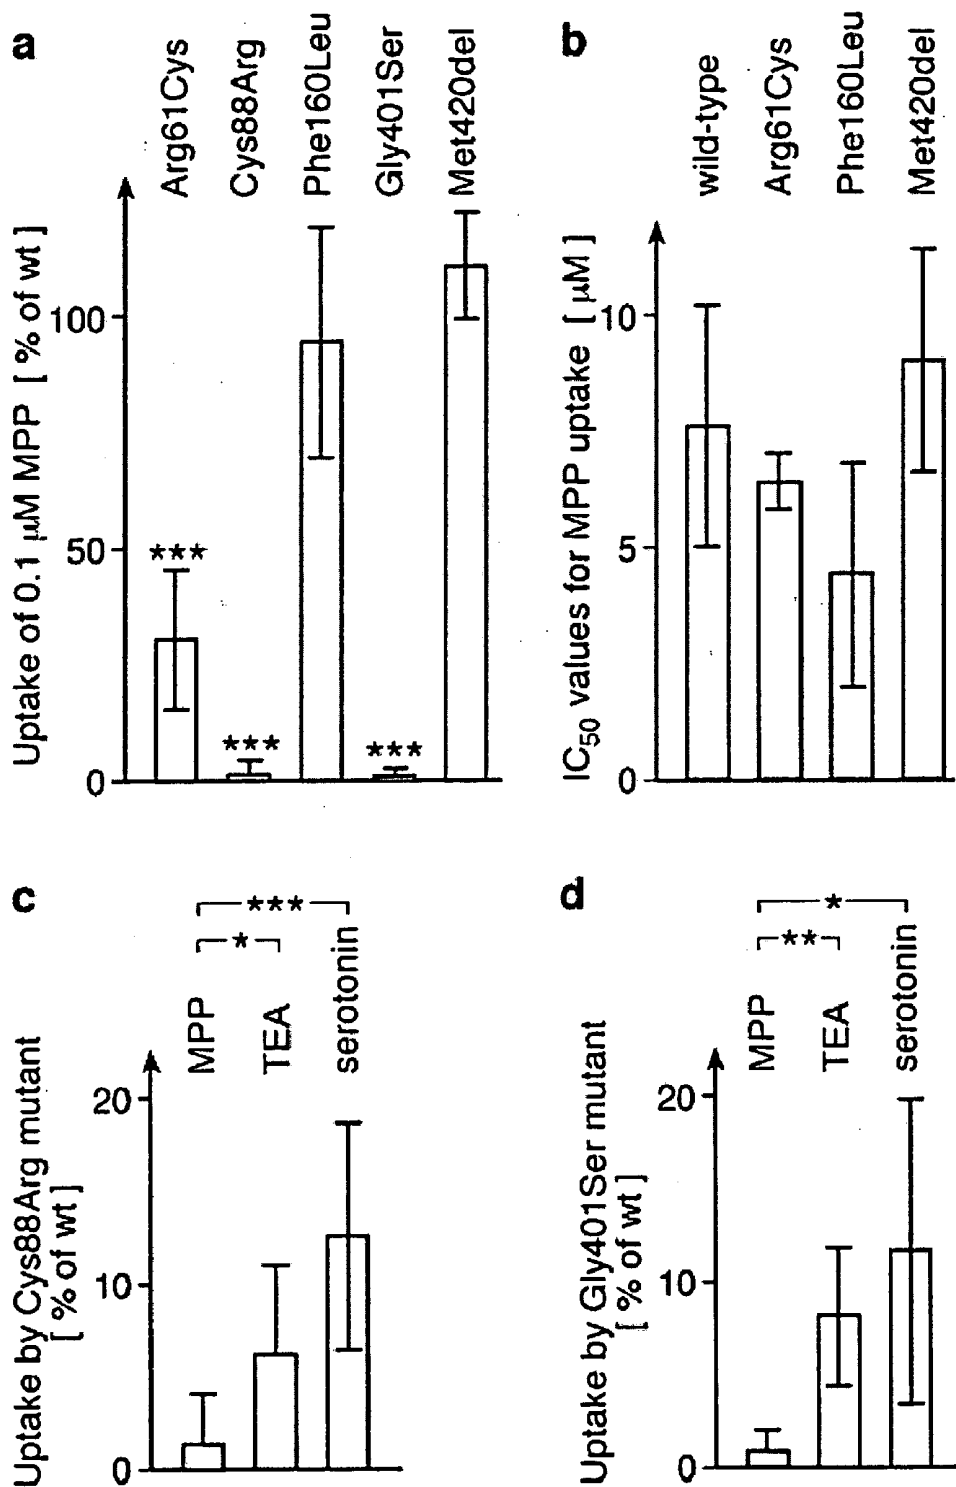 a
Arg61Cys
Cys88Arg
Phe160Leu
Gly401Ser
Met420del
Uptake of 0.1 µM MPP [ % of wt ]
100
50
0
***
***
***
b
wild-type
Arg61Cys
Phe160Leu
Met420del
IC50 values for MPP uptake [ µM ]
10
5
0
c
***
*
MPP
TEA
serotonin
Uptake by Cys88Arg mutant
[ % of wt ]
20
10
0
d
*
**
MPP
TEA
serotonin
Uptake by Gly401Ser mutant
[ % of wt ]
20
10
0